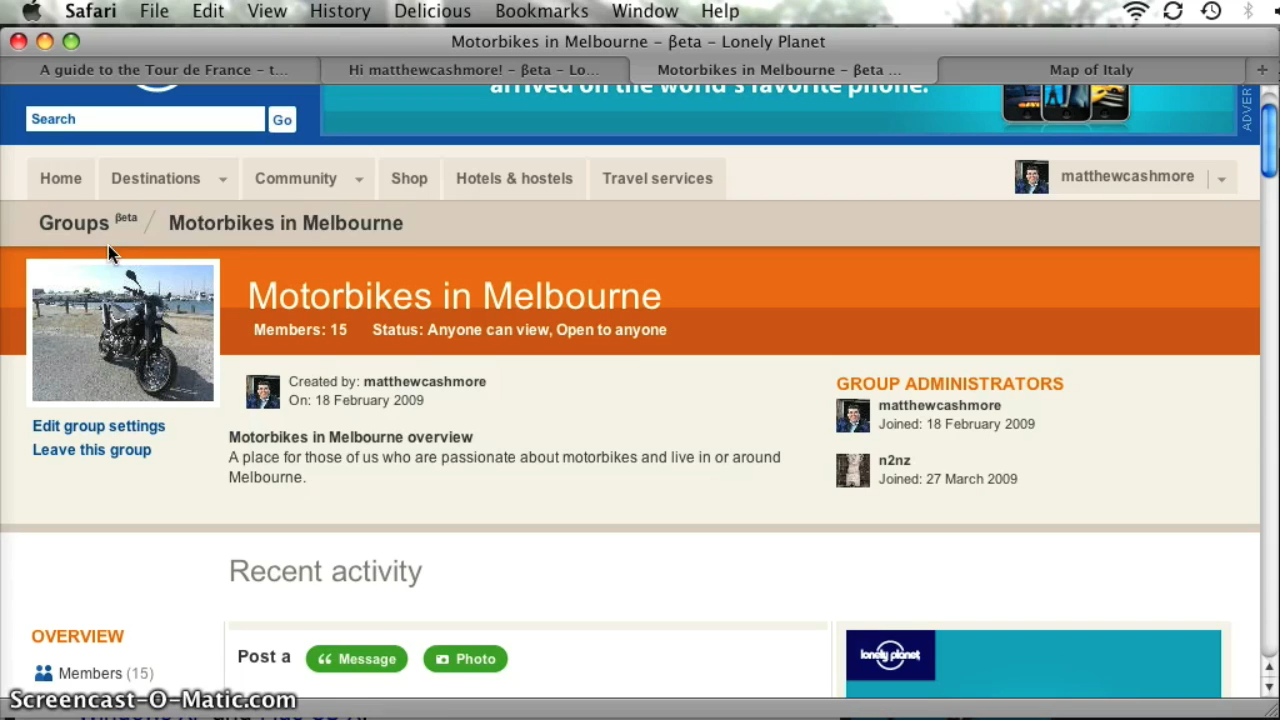 Safari File Edit View History Delicious Bookmarks Window Help
Motorbikes in Melbourne – βeta – Lonely Planet
A guide to the Tour de France – t... Hi matthewcashmore! – βeta – Lo... Motorbikes in Melbourne – βeta ... Map of Italy
arrived on the world's favorite phone.
ADVER
Search Go
Home Destinations Community Shop Hotels & hostels Travel services matthewcashmore
Groups βeta / Motorbikes in Melbourne
Motorbikes in Melbourne
Members: 15 Status: Anyone can view, Open to anyone
Created by: matthewcashmore
On: 18 February 2009
Edit group settings
Leave this group
Motorbikes in Melbourne overview
A place for those of us who are passionate about motorbikes and live in or around
Melbourne.
GROUP ADMINISTRATORS
matthewcashmore
Joined: 18 February 2009
n2nz
Joined: 27 March 2009
Recent activity
OVERVIEW
Members (15)
Post a Message Photo
lonely planet
Screencast-O-Matic.com